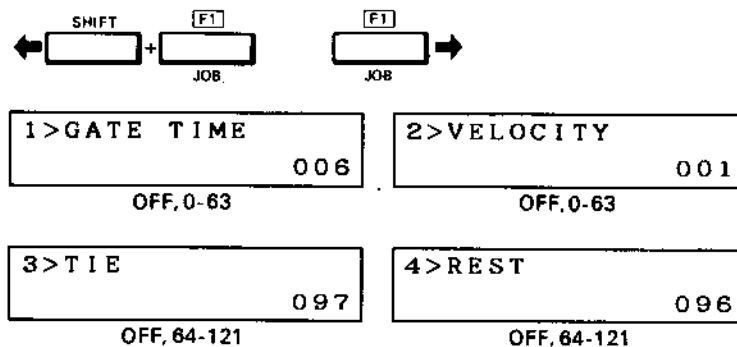 SHIFT F1 F1
+
JOB JOB
1>GATE TIME 2>VELOCITY
006 001
OFF, 0-63 OFF, 0-63
3>TIE 4>REST
097 096
OFF, 64-121 OFF, 64-121